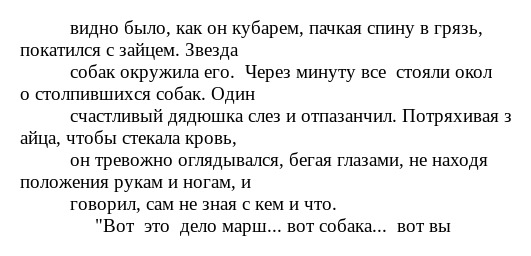 видно было, как он кубарем, пачкая спину в грязь,
покатился с зайцем. Звезда
собак окружила его.  Через минуту все  стояли окол
о столпившихся собак. Один
счастливый дядюшка слез и отпазанчил. Потряхивая з
айца, чтобы стекала кровь,
он тревожно оглядывался, бегая глазами, не находя
положения рукам и ногам, и
говорил, сам не зная с кем и что.
"Вот  это  дело марш... вот собака...  вот вы